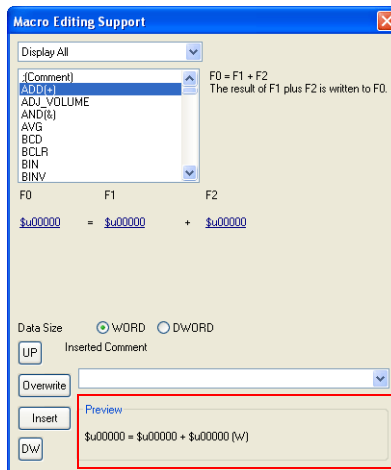 Macro Editing Support
Display All
;(Comment)
ADD(+)
ADJ_VOLUME
AND(&)
AVG
BCD
BCLR
BIN
BINV
F0 = F1 + F2
The result of F1 plus F2 is written to F0.
F0 F1 F2
$u00000 = $u00000 + $u00000
Data Size WORD DWORD
UP Inserted Comment
Overwrite
Insert
Preview
$u00000 = $u00000 + $u00000 (W)
DW